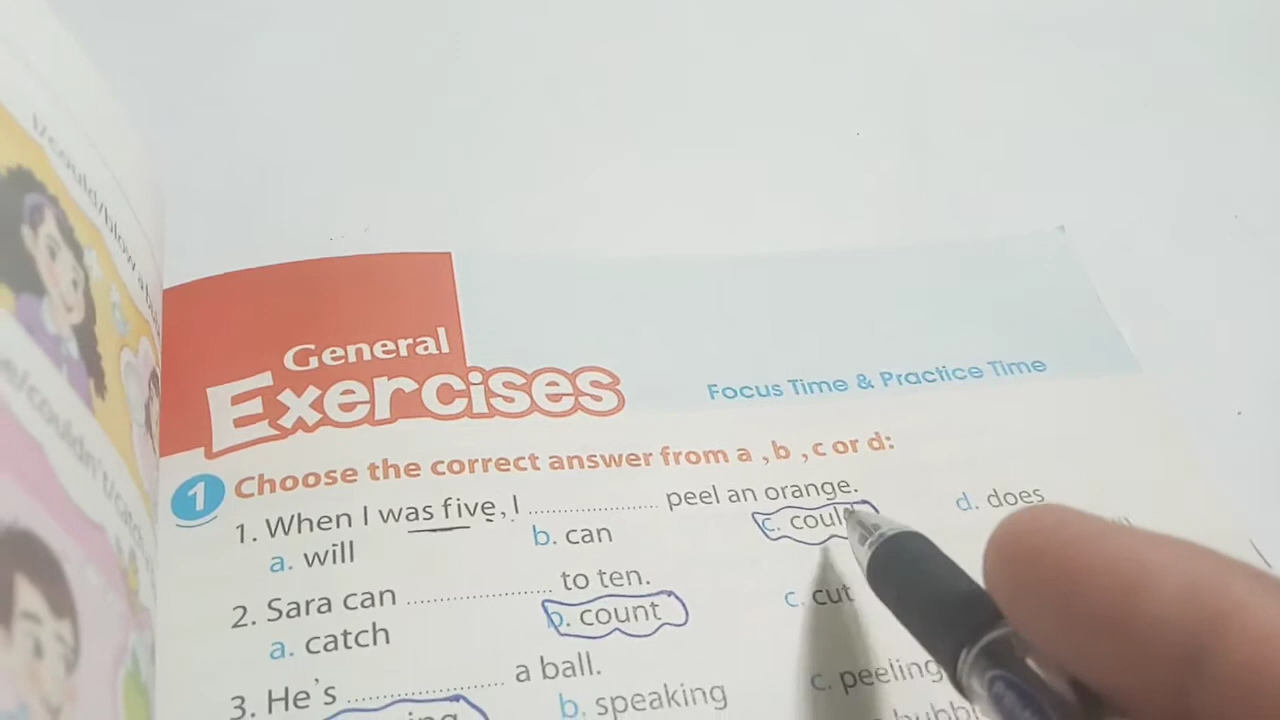 General
Exercises
Focus Time & Practice Time
1 Choose the correct answer from a , b , c or d:
1. When I was five, I ...................... peel an orange.
a. will b. can c. could d. does
2. Sara can ........................ to ten.
a. catch b. count c. cut
3. He's .......................... a ball.
b. speaking c. peeling